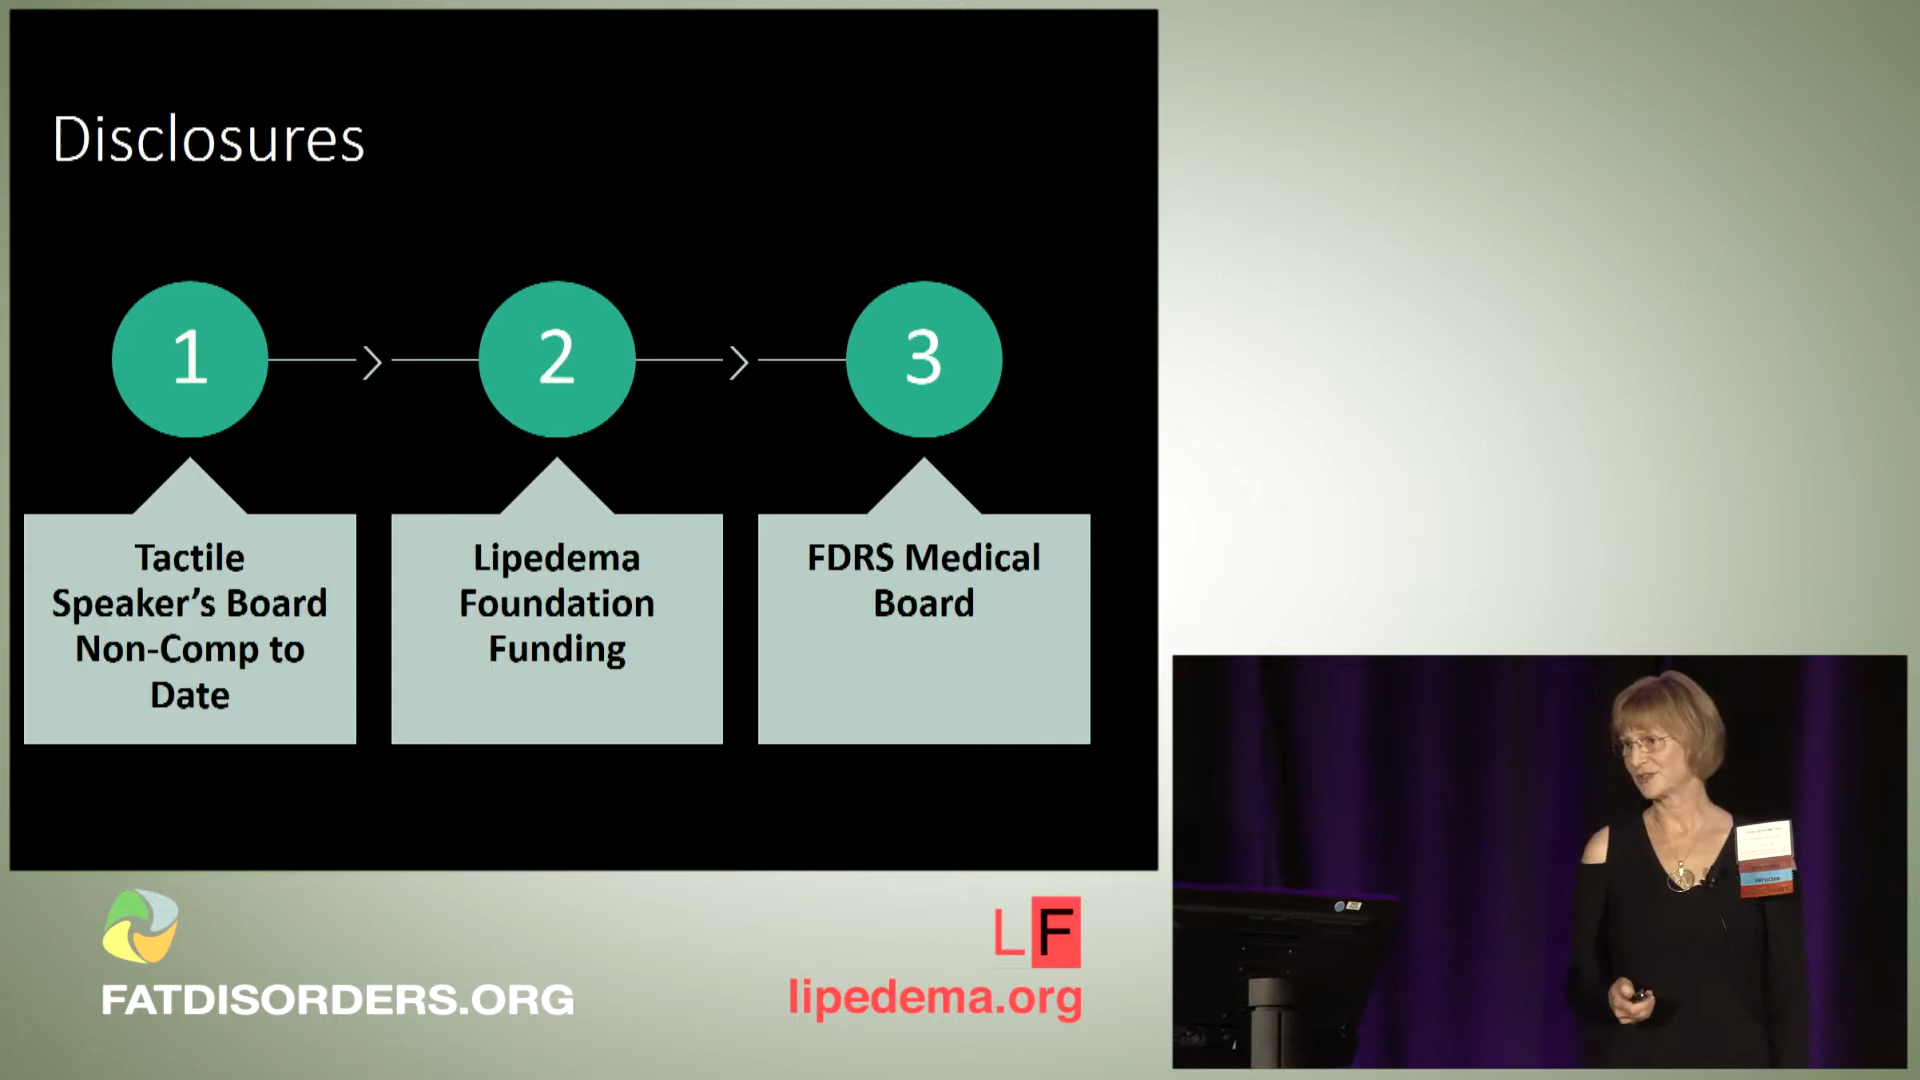 Disclosures
1
2
3
Tactile
Speaker's Board
Non-Comp to
Date
Lipedema
Foundation
Funding
FDRS Medical
Board
FATDISORDERS.ORG
LF
lipedema.org